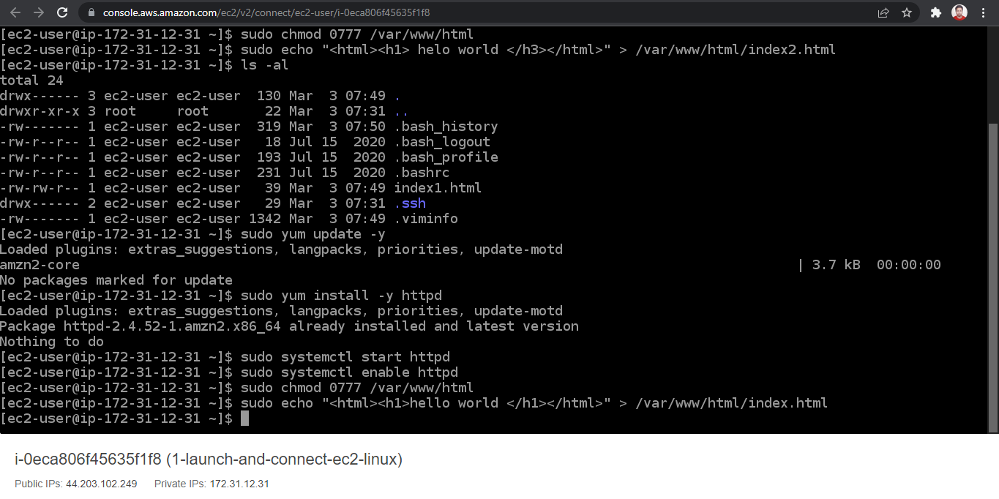 console.aws.amazon.com/ec2/v2/connect/ec2-user/i-0eca806f45635f1f8
[ec2-user@ip-172-31-12-31 ~]$ sudo chmod 0777 /var/www/html
[ec2-user@ip-172-31-12-31 ~]$ sudo echo "<html><h1> helo world </h3></html>" > /var/www/html/index2.html
[ec2-user@ip-172-31-12-31 ~]$ ls -al
total 24
drwx------ 3 ec2-user ec2-user  130 Mar  3 07:49 .
drwxr-xr-x 3 root     root       22 Mar  3 07:31 ..
-rw------- 1 ec2-user ec2-user  319 Mar  3 07:50 .bash_history
-rw-r--r-- 1 ec2-user ec2-user   18 Jul 15  2020 .bash_logout
-rw-r--r-- 1 ec2-user ec2-user  193 Jul 15  2020 .bash_profile
-rw-r--r-- 1 ec2-user ec2-user  231 Jul 15  2020 .bashrc
-rw-rw-r-- 1 ec2-user ec2-user   39 Mar  3 07:49 index1.html
drwx------ 2 ec2-user ec2-user   29 Mar  3 07:31 .ssh
-rw------- 1 ec2-user ec2-user 1342 Mar  3 07:49 .viminfo
[ec2-user@ip-172-31-12-31 ~]$ sudo yum update -y
Loaded plugins: extras_suggestions, langpacks, priorities, update-motd
amzn2-core | 3.7 kB  00:00:00
No packages marked for update
[ec2-user@ip-172-31-12-31 ~]$ sudo yum install -y httpd
Loaded plugins: extras_suggestions, langpacks, priorities, update-motd
Package httpd-2.4.52-1.amzn2.x86_64 already installed and latest version
Nothing to do
[ec2-user@ip-172-31-12-31 ~]$ sudo systemctl start httpd
[ec2-user@ip-172-31-12-31 ~]$ sudo systemctl enable httpd
[ec2-user@ip-172-31-12-31 ~]$ sudo chmod 0777 /var/www/html
[ec2-user@ip-172-31-12-31 ~]$ sudo echo "<html><h1>hello world </h1></html>" > /var/www/html/index.html
[ec2-user@ip-172-31-12-31 ~]$
i-0eca806f45635f1f8 (1-launch-and-connect-ec2-linux)
Public IPs: 44.203.102.249 Private IPs: 172.31.12.31